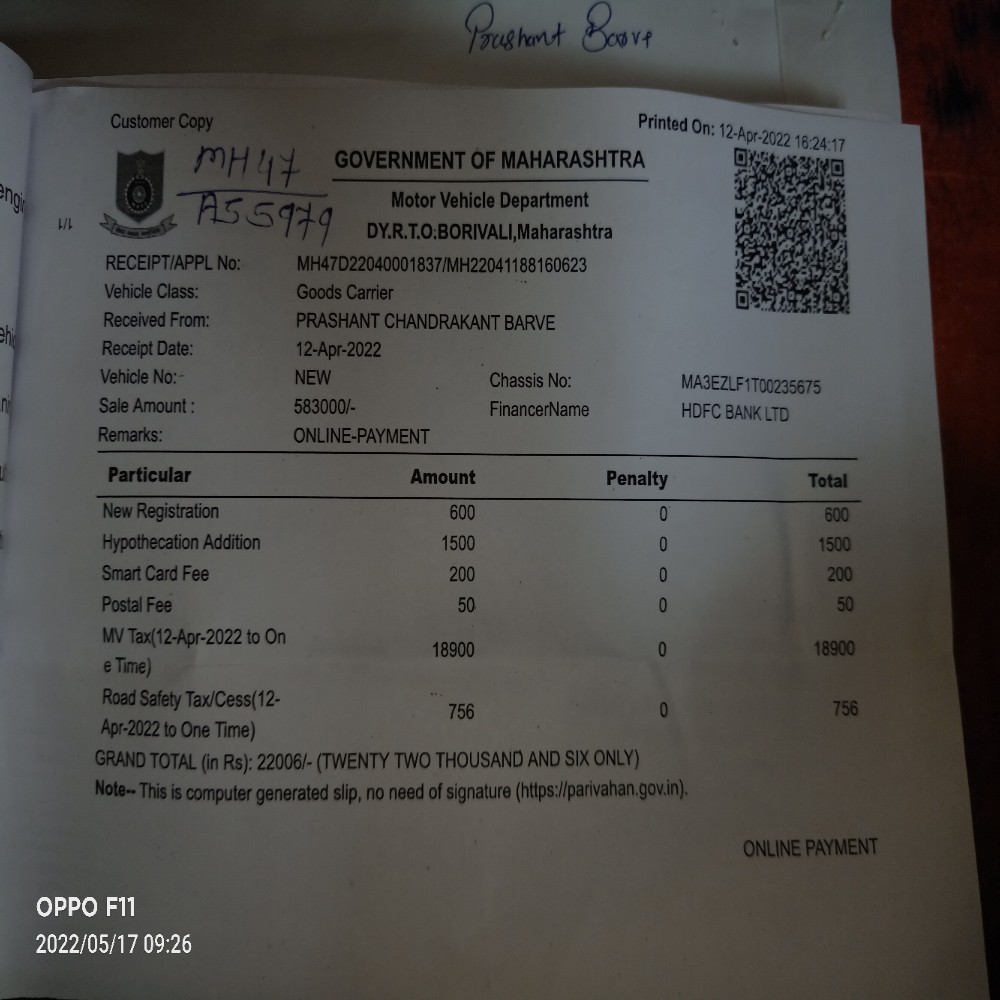 Prashant Barve
Customer Copy
Printed On: 12-Apr-2022 16:24:17
MH47
A55979
GOVERNMENT OF MAHARASHTRA
Motor Vehicle Department
DY.R.T.O.BORIVALI,Maharashtra
1/1
RECEIPT/APPL No: MH47D22040001837/MH22041188160623
Vehicle Class: Goods Carrier
Received From: PRASHANT CHANDRAKANT BARVE
Receipt Date: 12-Apr-2022
Vehicle No: NEW Chassis No: MA3EZLF1T00235675
Sale Amount : 583000/- FinancerName HDFC BANK LTD
Remarks: ONLINE-PAYMENT
Particular Amount Penalty Total
New Registration 600 0 600
Hypothecation Addition 1500 0 1500
Smart Card Fee 200 0 200
Postal Fee 50 0 50
MV Tax(12-Apr-2022 to On
e Time) 18900 0 18900
Road Safety Tax/Cess(12-
Apr-2022 to One Time) 756 0 756
GRAND TOTAL (in Rs): 22006/- (TWENTY TWO THOUSAND AND SIX ONLY)
Note-- This is computer generated slip, no need of signature (https://parivahan.gov.in).
ONLINE PAYMENT
OPPO F11
2022/05/17 09:26